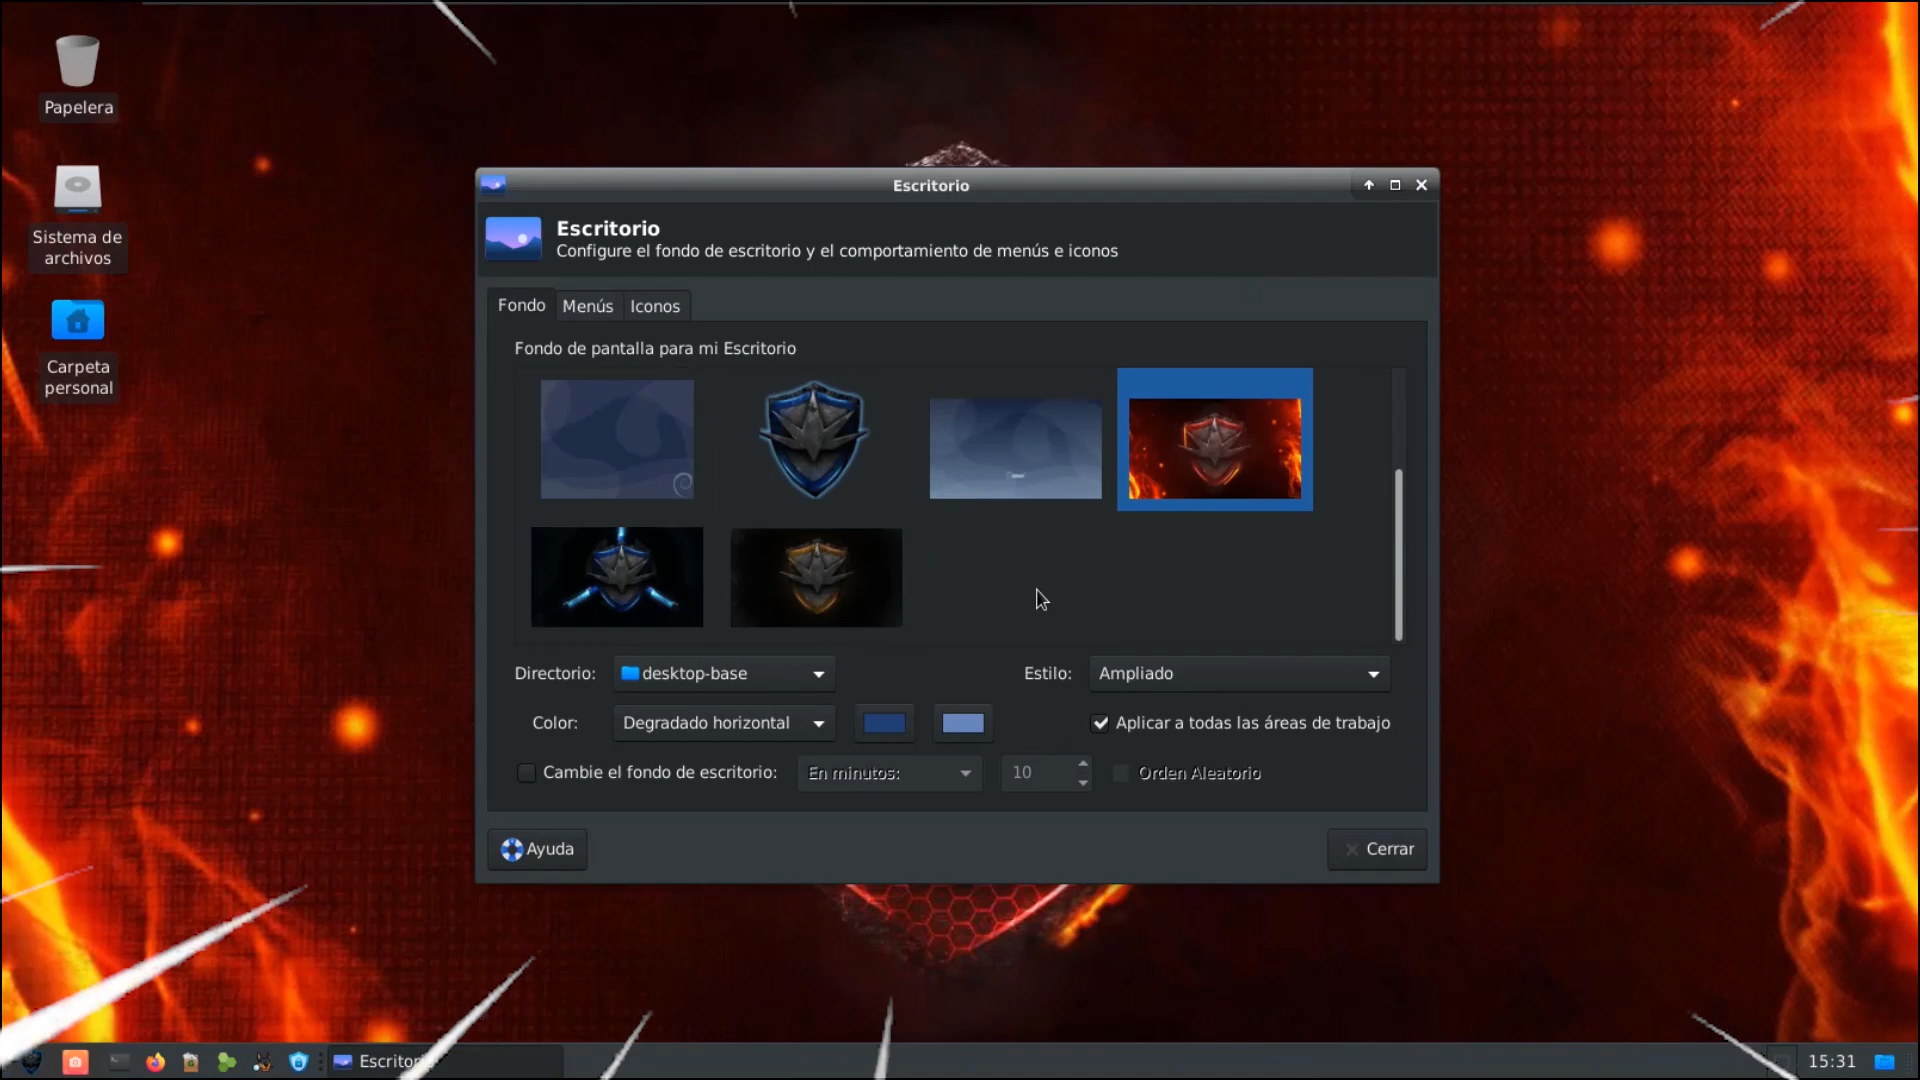 Papelera
Sistema de
archivos
Carpeta
personal
Escritorio
Escritorio
Configure el fondo de escritorio y el comportamiento de menús e iconos
Fondo
Menús
Iconos
Fondo de pantalla para mi Escritorio
Directorio:
desktop-base
Estilo:
Ampliado
Color:
Degradado horizontal
Aplicar a todas las áreas de trabajo
Cambie el fondo de escritorio:
En minutos:
10
Orden Aleatorio
Ayuda
Cerrar
Escritorio
15:31